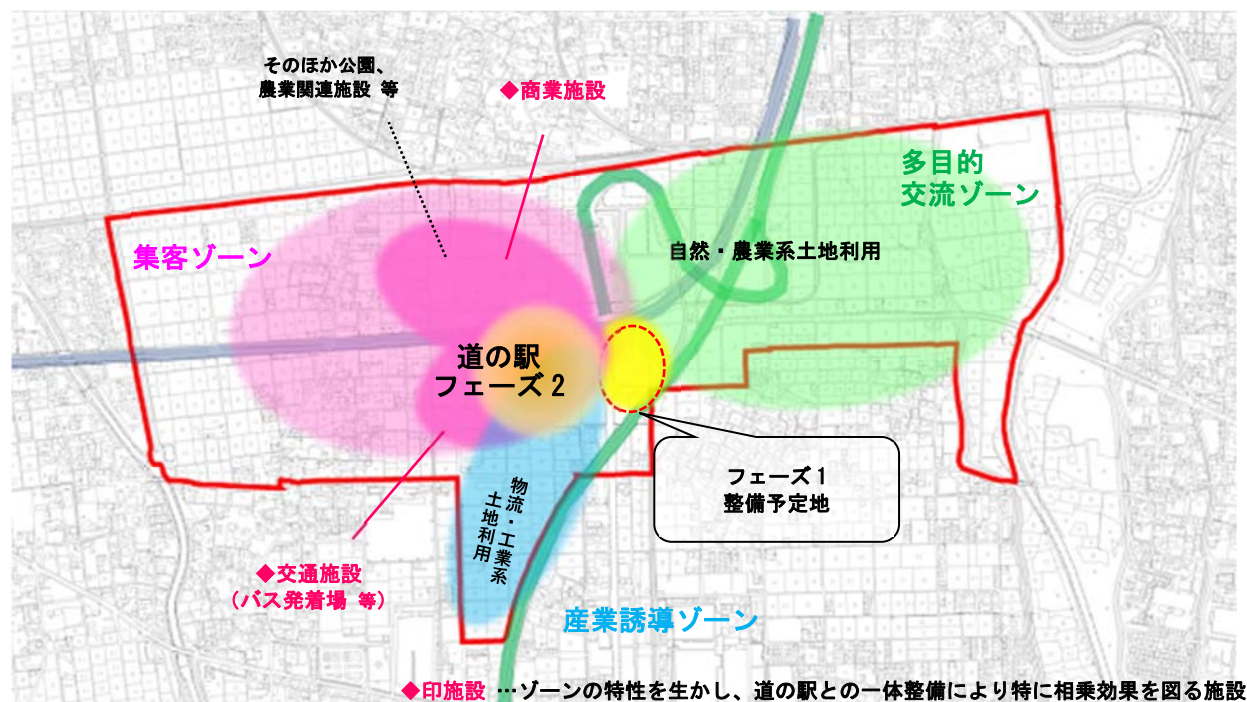 そのほか公園、
農業関連施設 等
◆商業施設
多目的
交流ゾーン
集客ゾーン
自然・農業系土地利用
道の駅
フェーズ2
フェーズ1
整備予定地
物流・工業系
土地利用
◆交通施設
（バス発着場 等）
産業誘導ゾーン
◆印施設 …ゾーンの特性を生かし、道の駅との一体整備により特に相乗効果を図る施設